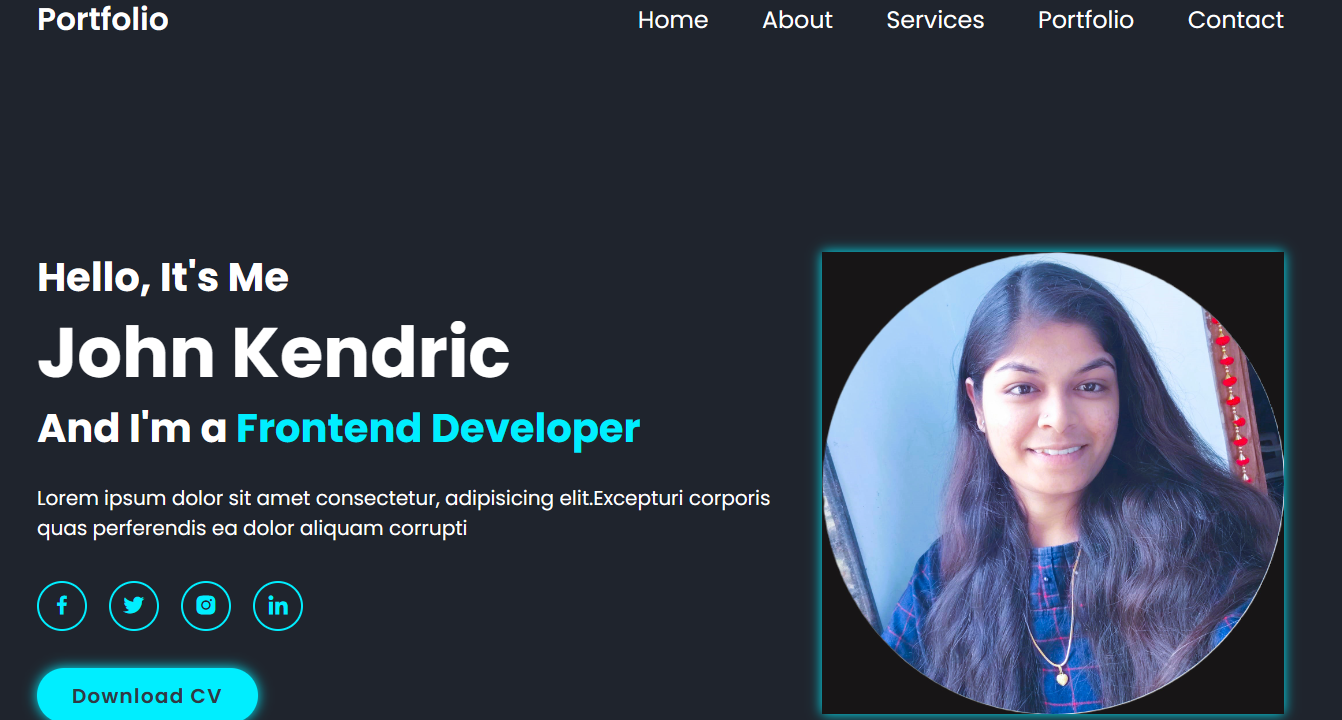 Portfolio
Home About Services Portfolio Contact
Hello, It's Me
John Kendric
And I'm a Frontend Developer
Lorem ipsum dolor sit amet consectetur, adipisicing elit.Excepturi corporis
quas perferendis ea dolor aliquam corrupti
Download CV